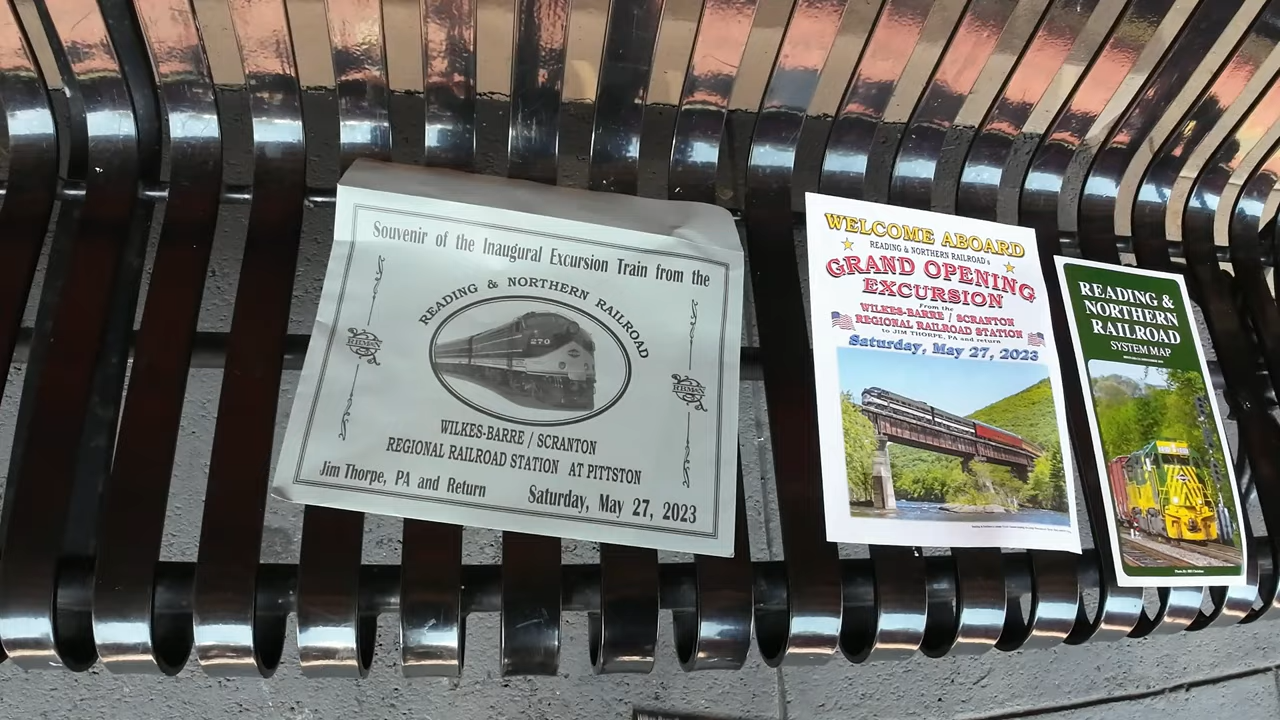 Souvenir of the Inaugural Excursion Train from the
READING & NORTHERN RAILROAD
270
WILKES-BARRE / SCRANTON
REGIONAL RAILROAD STATION AT PITTSTON
Jim Thorpe, PA and Return
Saturday, May 27, 2023
WELCOME ABOARD
READING & NORTHERN RAILROAD's
GRAND OPENING
EXCURSION
From the
WILKES-BARRE / SCRANTON
REGIONAL RAILROAD STATION
to JIM THORPE, PA and return
Saturday, May 27, 2023
READING &
NORTHERN
RAILROAD
SYSTEM MAP